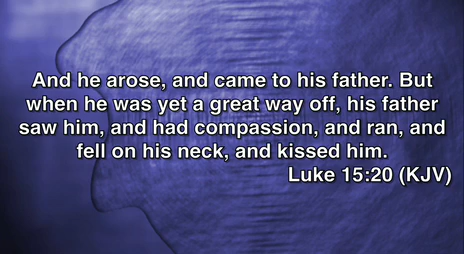 And he arose, and came to his father. But
when he was yet a great way off, his father
saw him, and had compassion, and ran, and
fell on his neck, and kissed him.
Luke 15:20 (KJV)